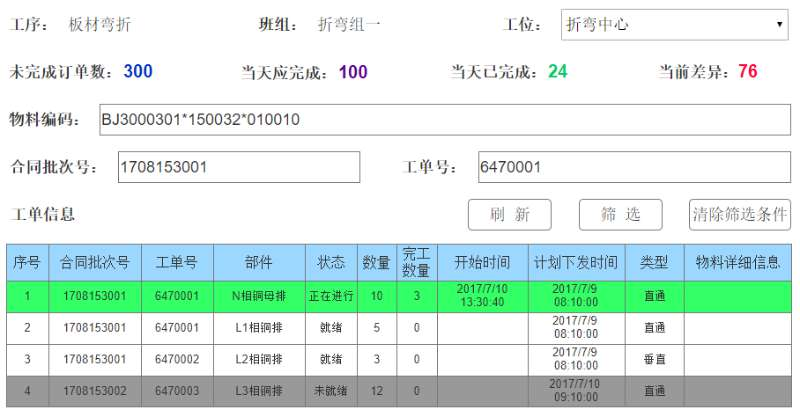 工序： 板材弯折 班组： 折弯组一 工位： 折弯中心
未完成订单数：300 当天应完成：100 当天已完成：24 当前差异：76
物料编码： BJ3000301*150032*010010
合同批次号： 1708153001 工单号： 6470001
工单信息 刷 新 筛 选 清除筛选条件
序号 合同批次号 工单号 部件 状态 数量 完工数量 开始时间 计划下发时间 类型 物料详细信息
1 1708153001 6470001 N相铜母排 正在进行 10 3 2017/7/10 13:30:40 2017/7/9 08:10:00 直通
2 1708153001 6470001 L1相铜排 就绪 5 0 2017/7/9 08:10:00 直通
3 1708153001 6470002 L2相铜排 就绪 3 0 2017/7/9 08:10:00 垂直
4 1708153002 6470003 L3相铜排 未就绪 12 0 2017/7/10 09:10:00 直通